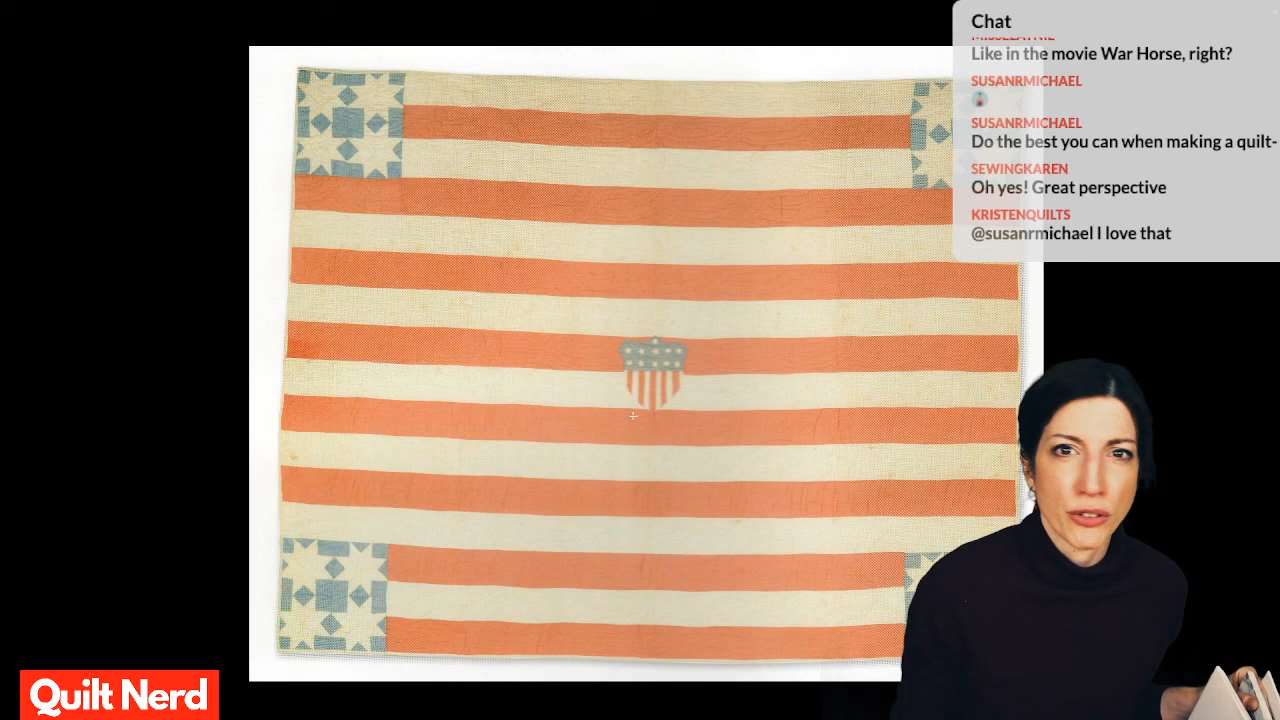 Chat
Like in the movie War Horse, right?
SUSANRMICHAEL
SUSANRMICHAEL
Do the best you can when making a quilt-
SEWINGKAREN
Oh yes! Great perspective
KRISTENQUILTS
@susanrmichael I love that
Quilt Nerd